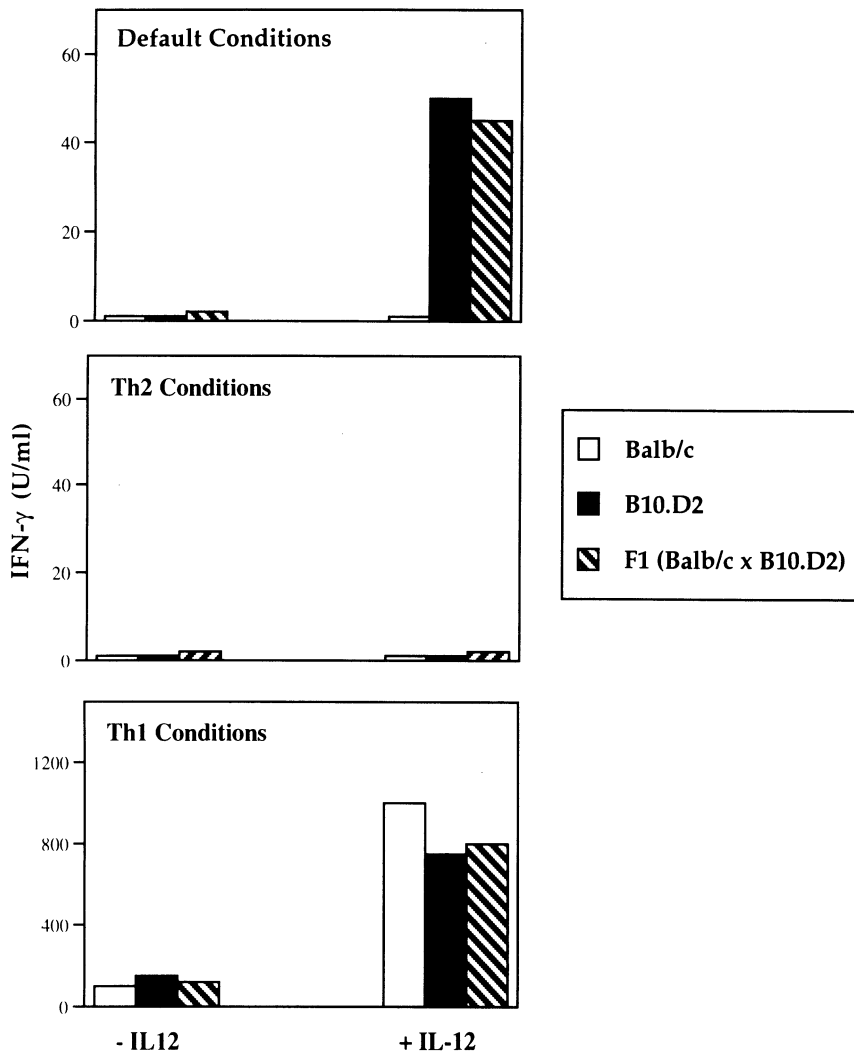 Default Conditions
60
40
20
0
Th2 Conditions
60
40
20
0
IFN-γ (U/ml)
Balb/c
B10.D2
F1 (Balb/c x B10.D2)
Th1 Conditions
1200
800
400
0
- IL12
+ IL-12